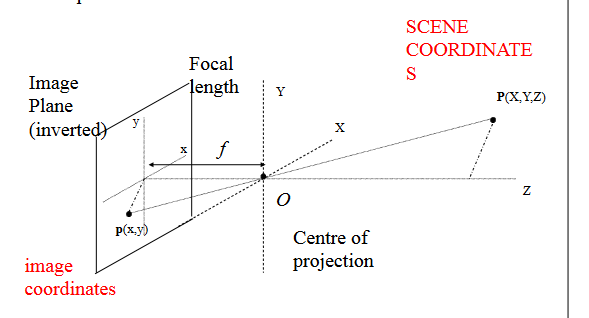 SCENE
COORDINATE
S
Focal
length
Image
Plane
(inverted)
y
x
f
Y
X
P(X,Y,Z)
Z
O
p(x,y)
Centre of
projection
image
coordinates